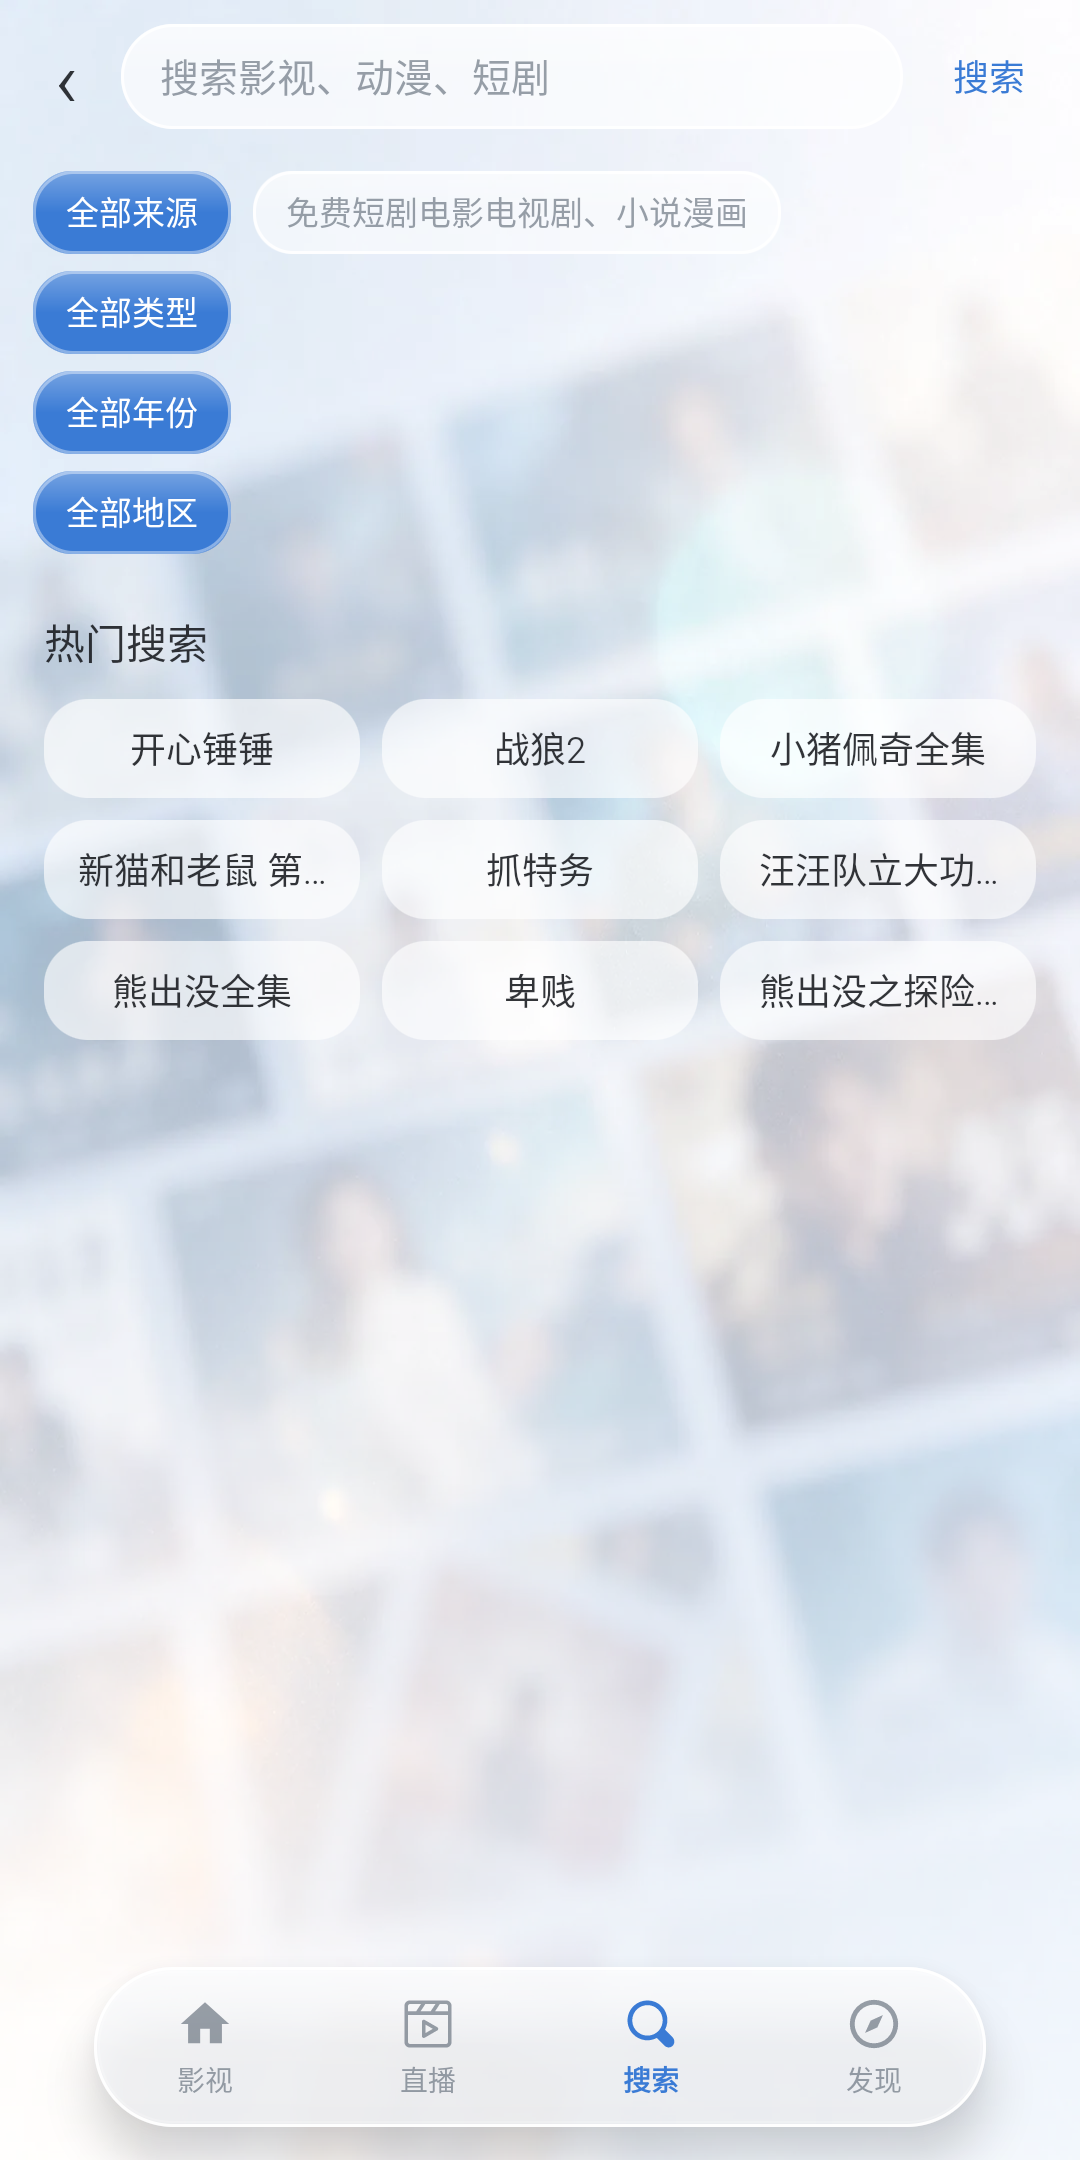 搜索影视、动漫、短剧
搜索
全部来源
免费短剧电影电视剧、小说漫画
全部类型
全部年份
全部地区
热门搜索
开心锤锤
战狼2
小猪佩奇全集
新猫和老鼠 第...
抓特务
汪汪队立大功...
熊出没全集
卑贱
熊出没之探险...
影视
直播
搜索
发现